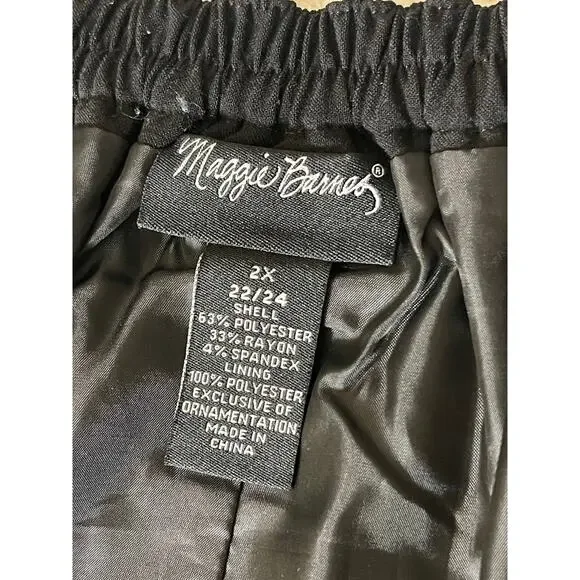 Maggie Barnes®
2X
22/24
SHELL
63% POLYESTER
33% RAYON
4% SPANDEX
LINING
100% POLYESTER
EXCLUSIVE OF
ORNAMENTATION
MADE IN
CHINA